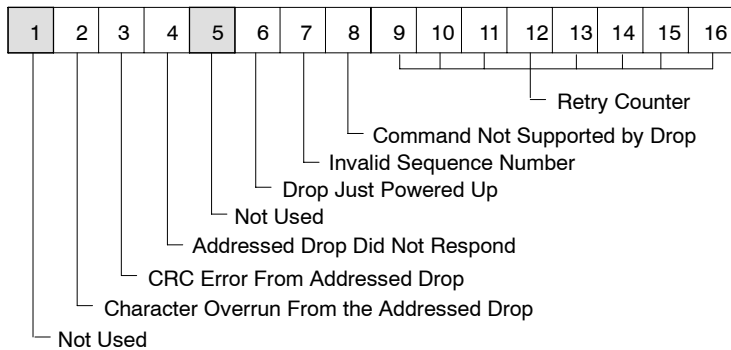 1 2 3 4 5 6 7 8 9 10 11 12 13 14 15 16
Retry Counter
Command Not Supported by Drop
Invalid Sequence Number
Drop Just Powered Up
Not Used
Addressed Drop Did Not Respond
CRC Error From Addressed Drop
Character Overrun From the Addressed Drop
Not Used